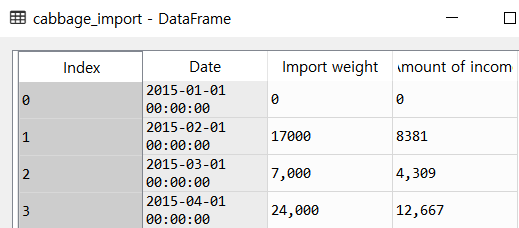 cabbage_import - DataFrame
Index Date Import weight Amount of incom
0 2015-01-01 00:00:00 0 0
1 2015-02-01 00:00:00 17000 8381
2 2015-03-01 00:00:00 7,000 4,309
3 2015-04-01 00:00:00 24,000 12,667